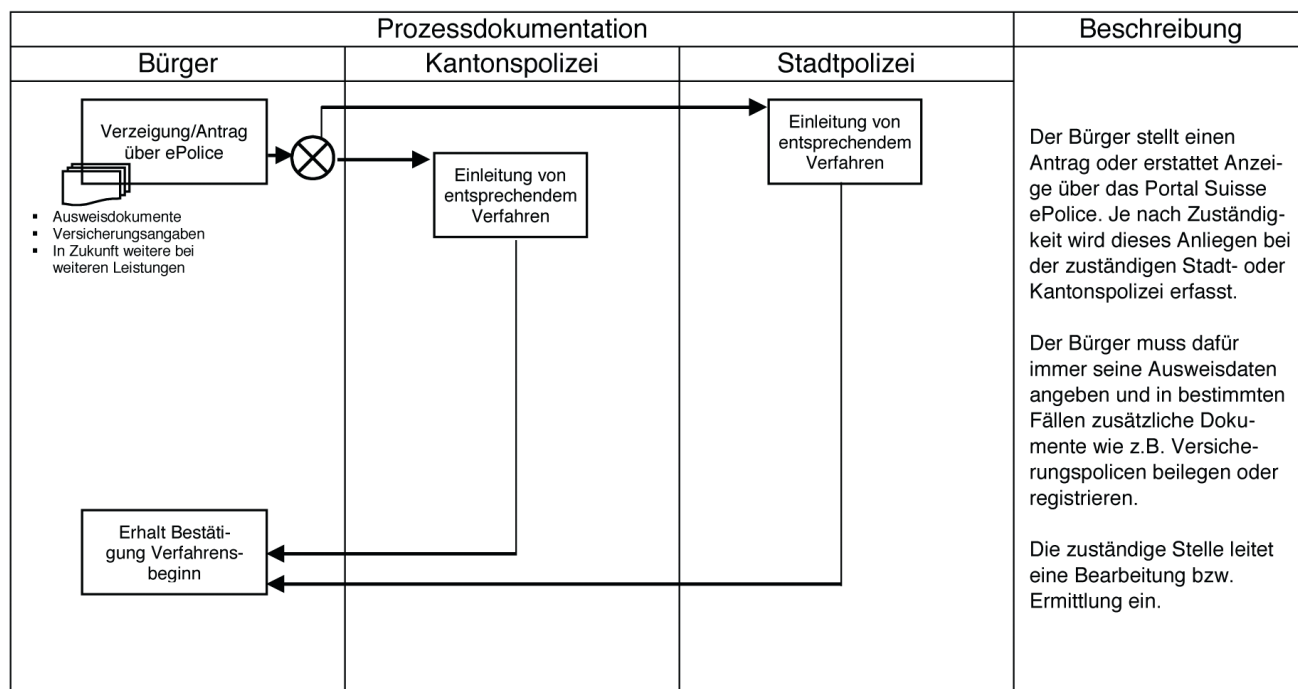 Prozessdokumentation
Beschreibung
Bürger
Kantonspolizei
Stadtpolizei
Verzeigung/Antrag
über ePolice
▪ Ausweisdokumente
▪ Versicherungsangaben
▪ In Zukunft weitere bei
weiteren Leistungen
Einleitung von
entsprechendem
Verfahren
Einleitung von
entsprechendem
Verfahren
Erhalt Bestäti-
gung Verfahrens-
beginn
Der Bürger stellt einen
Antrag oder erstattet Anzei-
ge über das Portal Suisse
ePolice. Je nach Zuständig-
keit wird dieses Anliegen bei
der zuständigen Stadt- oder
Kantonspolizei erfasst.
Der Bürger muss dafür
immer seine Ausweisdaten
angeben und in bestimmten
Fällen zusätzliche Doku-
mente wie z.B. Versiche-
rungspolicen beilegen oder
registrieren.
Die zuständige Stelle leitet
eine Bearbeitung bzw.
Ermittlung ein.